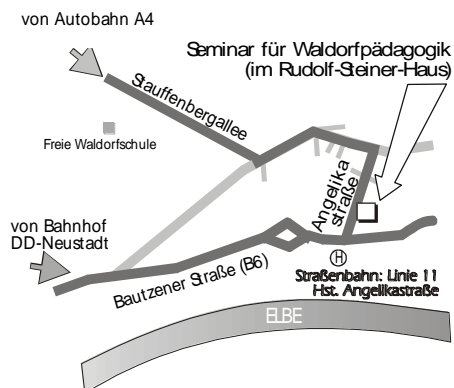 von Autobahn A4
Seminar für Waldorfpädagogik
(im Rudolf-Steiner-Haus)
Stauffenbergallee
Freie Waldorfschule
Angelika
straße
von Bahnhof
DD-Neustadt
Bautzener Straße (B6)
H
Straßenbahn: Linie 11
Hst. Angelikastraße
ELBE